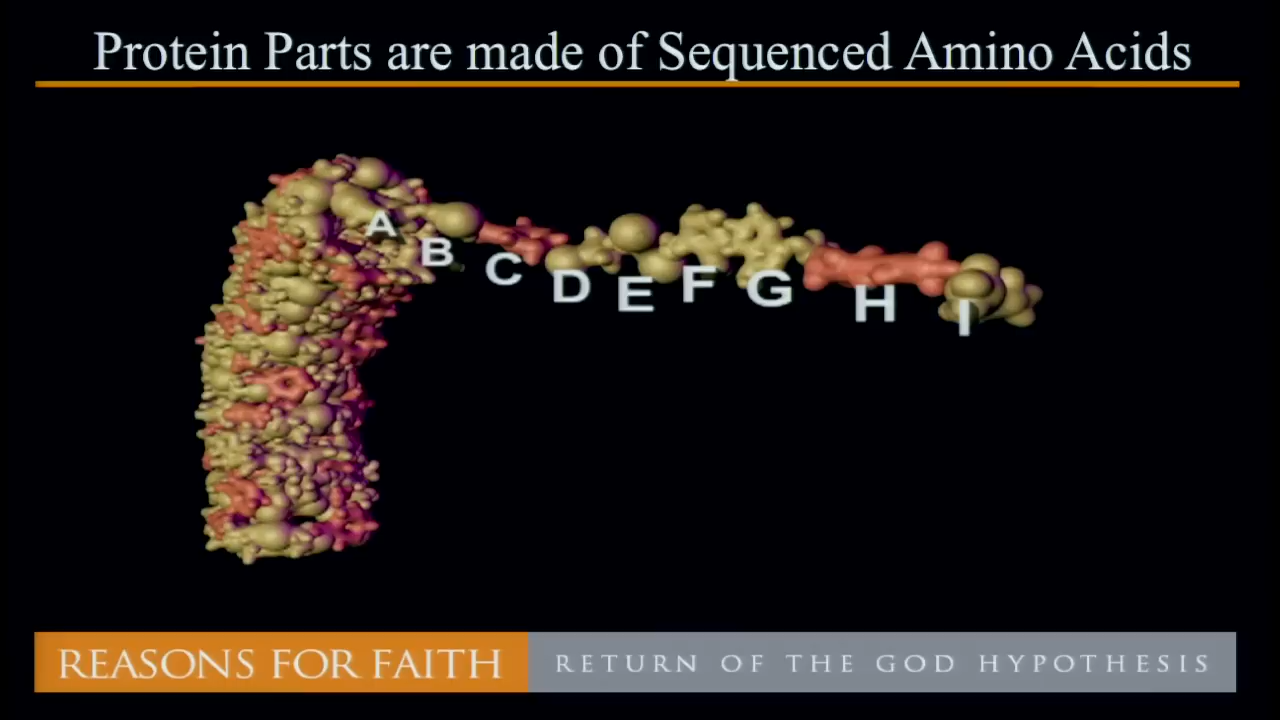 Protein Parts are made of Sequenced Amino Acids
A B C D E F G H I
REASONS FOR FAITH RETURN OF THE GOD HYPOTHESIS